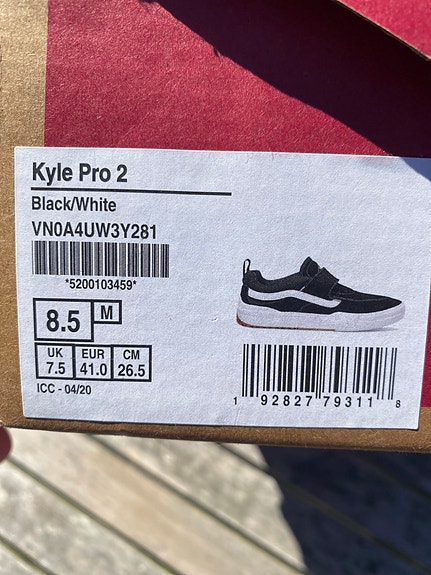 Kyle Pro 2
Black/White
VN0A4UW3Y281
*5200103459*
8.5 M
UK EUR CM
7.5 41.0 26.5
ICC - 04/20
1 92827 79311 8